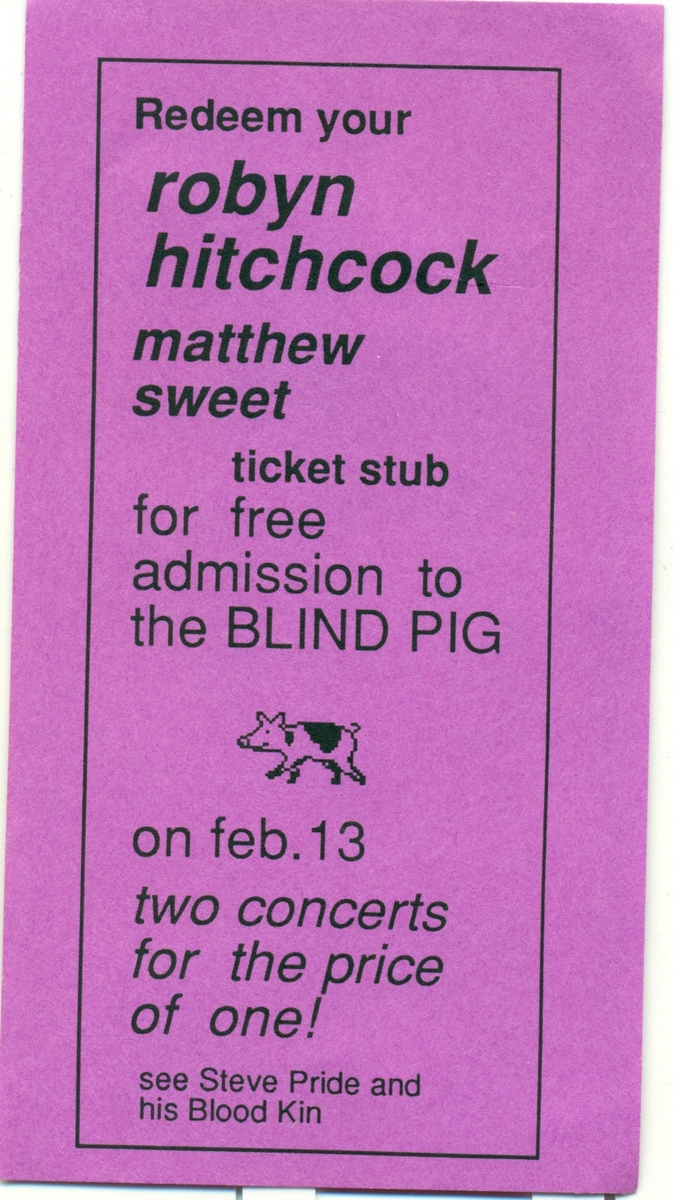 Redeem your
robyn
hitchcock
matthew
sweet
ticket stub
for free
admission to
the BLIND PIG
on feb.13
two concerts
for the price
of one!
see Steve Pride and
his Blood Kin